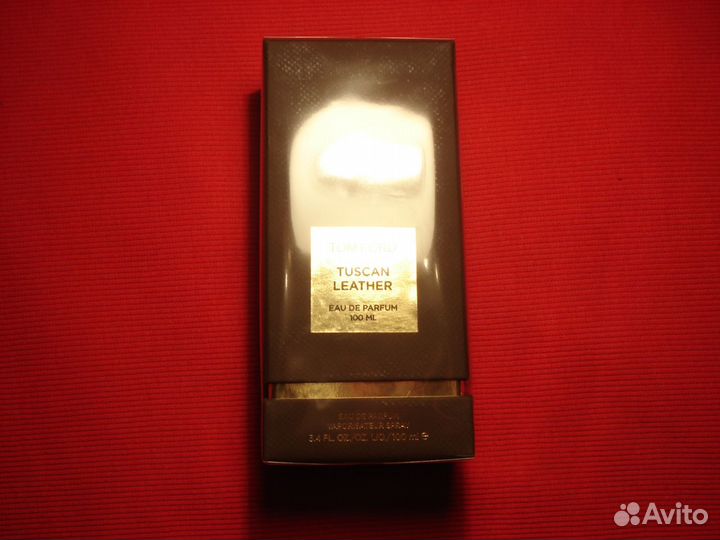 TOM FORD
TUSCAN
LEATHER
EAU DE PARFUM
100 ML
EAU DE PARFUM
VAPORISATEUR SPRAY
3.4 FL. OZ./OZ. LIQ./100 ml ℮
Avito